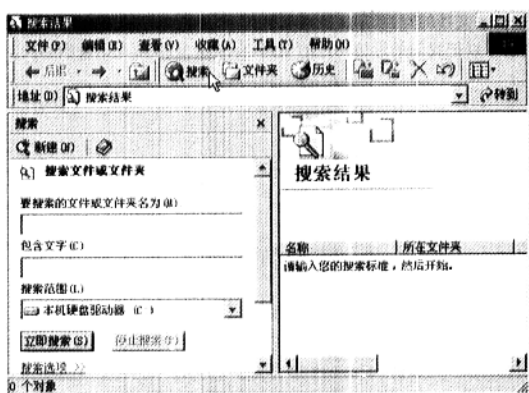 搜索结果
文件(F) 编辑(E) 查看(V) 收藏(A) 工具(T) 帮助(H)
后退 搜索 文件夹 历史
地址(D) 搜索结果 转到
搜索
新建(N)
搜索文件或文件夹
要搜索的文件或文件夹名为(M)
包含文字(C)
搜索范围(L)
本机硬盘驱动器 (C )
立即搜索(S) 停止搜索(P)
搜索选项 >>
搜索结果
名称 所在文件夹
请输入您的搜索标准，然后开始。
0 个对象